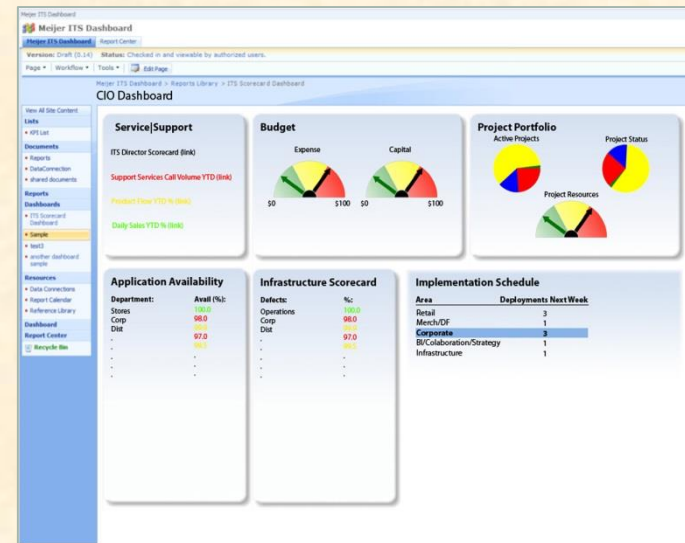 Meijer ITS Dashboard
Meijer ITS Dashboard
Meijer ITS Dashboard Report Center
Version: Draft (0.14) Status: Checked in and viewable by authorized users.
Page Workflow Tools Edit Page
Meijer ITS Dashboard > Reports Library > ITS Scorecard Dashboard
CIO Dashboard
View All Site Content
Lists
KPI List
Documents
Reports
DataConnection
shared documents
Reports
Dashboards
ITS Scorecard
Dashboard
Sample
test3
another dashboard
sample
Resources
Data Connections
Report Calendar
Reference Library
Dashboard
Report Center
Recycle Bin
Service|Support
ITS Director Scorecard (link)
Support Services Call Volume YTD (link)
Product Flow YTD % (link)
Daily Sales YTD % (link)
Budget
Expense Capital
$0 $100 $0 $100
Project Portfolio
Active Projects Project Status
Project Resources
Application Availability
Department: Avail (%):
Stores 100.0
Corp 98.0
Dist
97.0
Infrastructure Scorecard
Defects: %:
Operations 100.0
Corp 98.0
Dist
97.0
Implementation Schedule
Area Deployments Next Week
Retail 3
Merch/DF 1
Corporate 3
BI/Colaboration/Strategy 1
Infrastructure 1